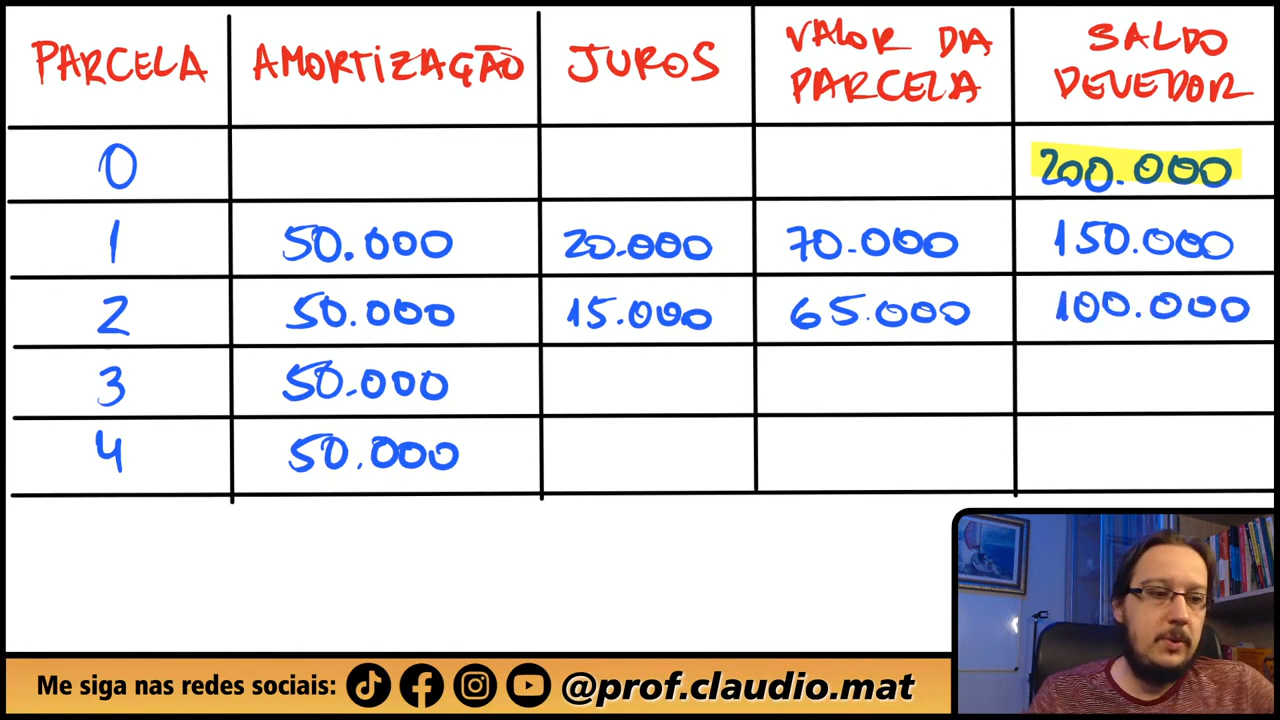 PARCELA AMORTIZAÇÃO JUROS VALOR DA PARCELA SALDO DEVEDOR
0 200.000
1 50.000 20.000 70.000 150.000
2 50.000 15.000 65.000 100.000
3 50.000
4 50.000
Me siga nas redes sociais: @prof.claudio.mat